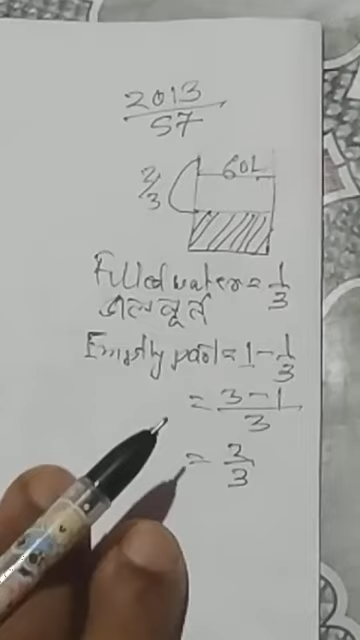 2013
57
60L
2/3
Filled water = 1/3
জলপূর্ন
Empty part = 1 - 1/3
= 3-1/3
= 2/3